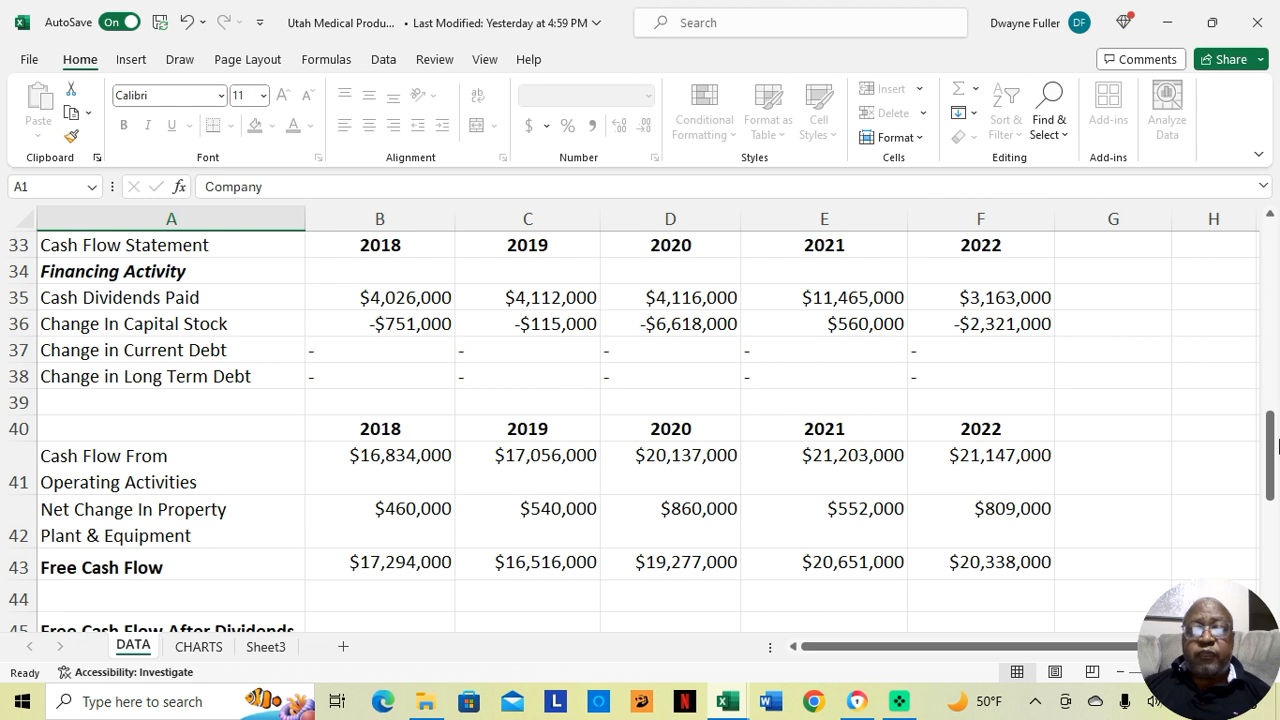 AutoSave On Utah Medical Produ... • Last Modified: Yesterday at 4:59 PM Search Dwayne Fuller DF
File Home Insert Draw Page Layout Formulas Data Review View Help Comments Share
Paste Calibri 11 B I U ab $ % 9 Conditional Formatting Format as Table Cell Styles Insert Delete Format Sort & Filter Find & Select Add-ins Analyze Data
Clipboard Font Alignment Number Styles Cells Editing Add-ins
A1 fx Company
A B C D E F G H
33 Cash Flow Statement 2018 2019 2020 2021 2022
34 Financing Activity
35 Cash Dividends Paid $4,026,000 $4,112,000 $4,116,000 $11,465,000 $3,163,000
36 Change In Capital Stock -$751,000 -$115,000 -$6,618,000 $560,000 -$2,321,000
37 Change in Current Debt - - - - -
38 Change in Long Term Debt - - - - -
39
40 2018 2019 2020 2021 2022
Cash Flow From $16,834,000 $17,056,000 $20,137,000 $21,203,000 $21,147,000
41 Operating Activities
Net Change In Property $460,000 $540,000 $860,000 $552,000 $809,000
42 Plant & Equipment
43 Free Cash Flow $17,294,000 $16,516,000 $19,277,000 $20,651,000 $20,338,000
44
45 Free Cash Flow After Dividends
DATA CHARTS Sheet3
Ready Accessibility: Investigate
Type here to search 50°F